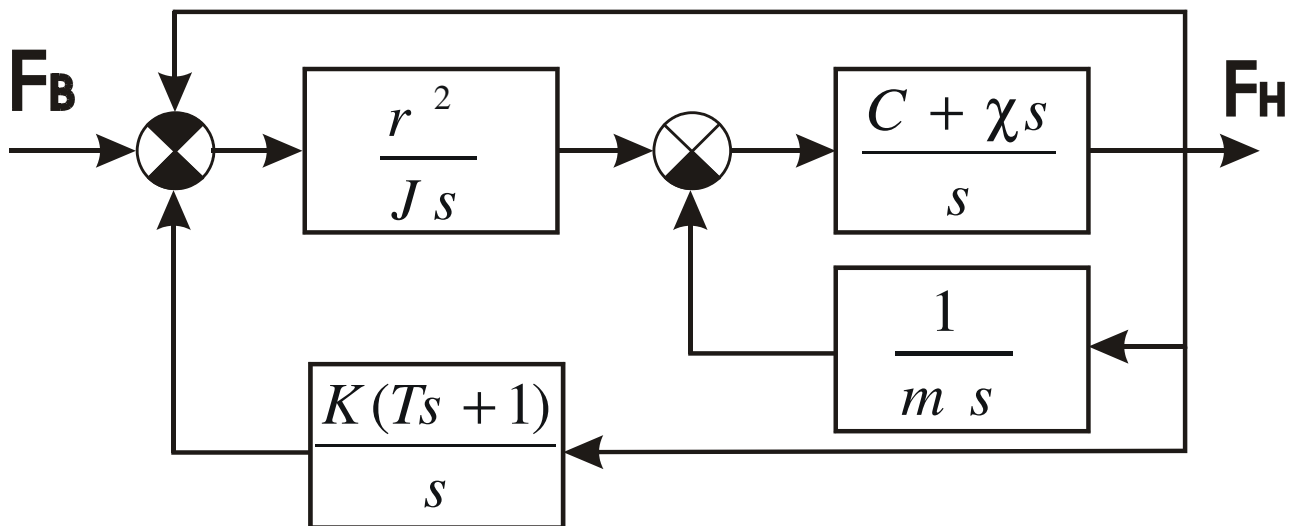 F_B
r^2
J s
C + χs
s
F_H
1
m s
K(Ts + 1)
s